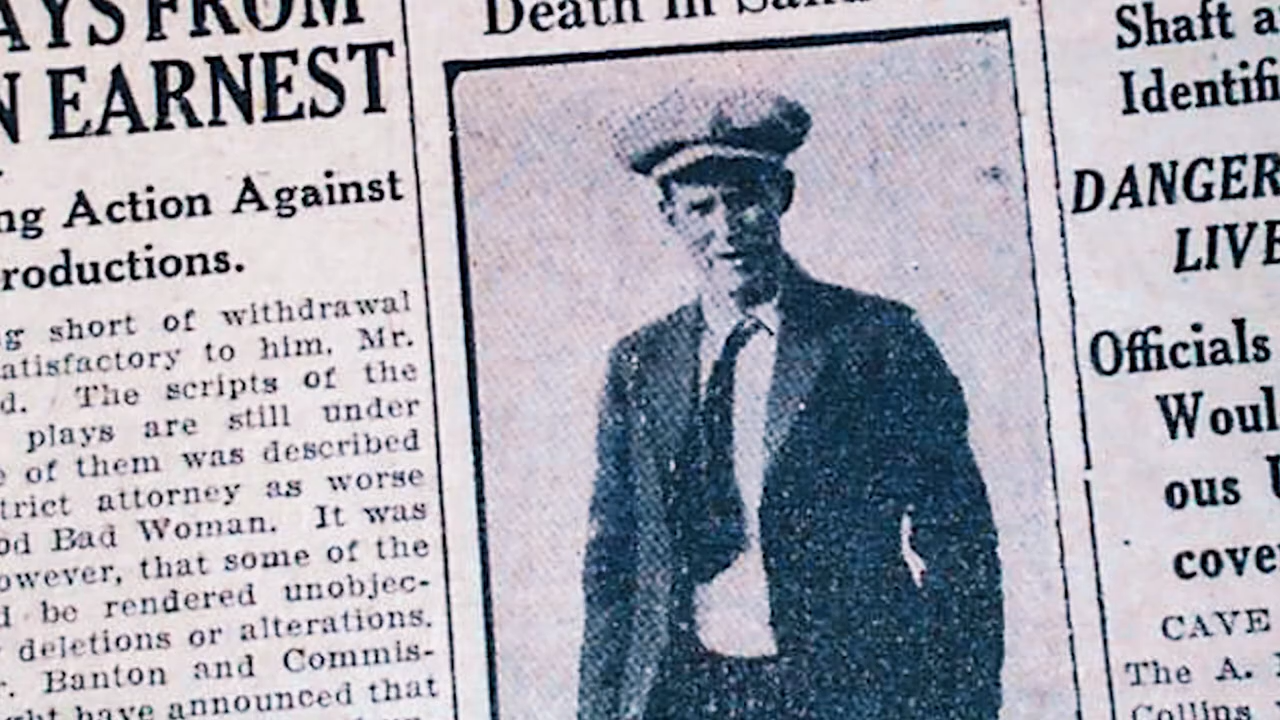 AYS FROM
N EARNEST
ng Action Against
roductions.
g short of withdrawal
atisfactory to him, Mr.
d. The scripts of the
plays are still under
e of them was described
trict attorney as worse
od Bad Woman. It was
owever, that some of the
d be rendered unobjec-
deletions or alterations.
r. Banton and Commis-
ght have announced that
Death in San
Shaft a
Identifi
DANGER
LIVE
Officials
Woul
ous
cove
CAVE
The A.
Collins